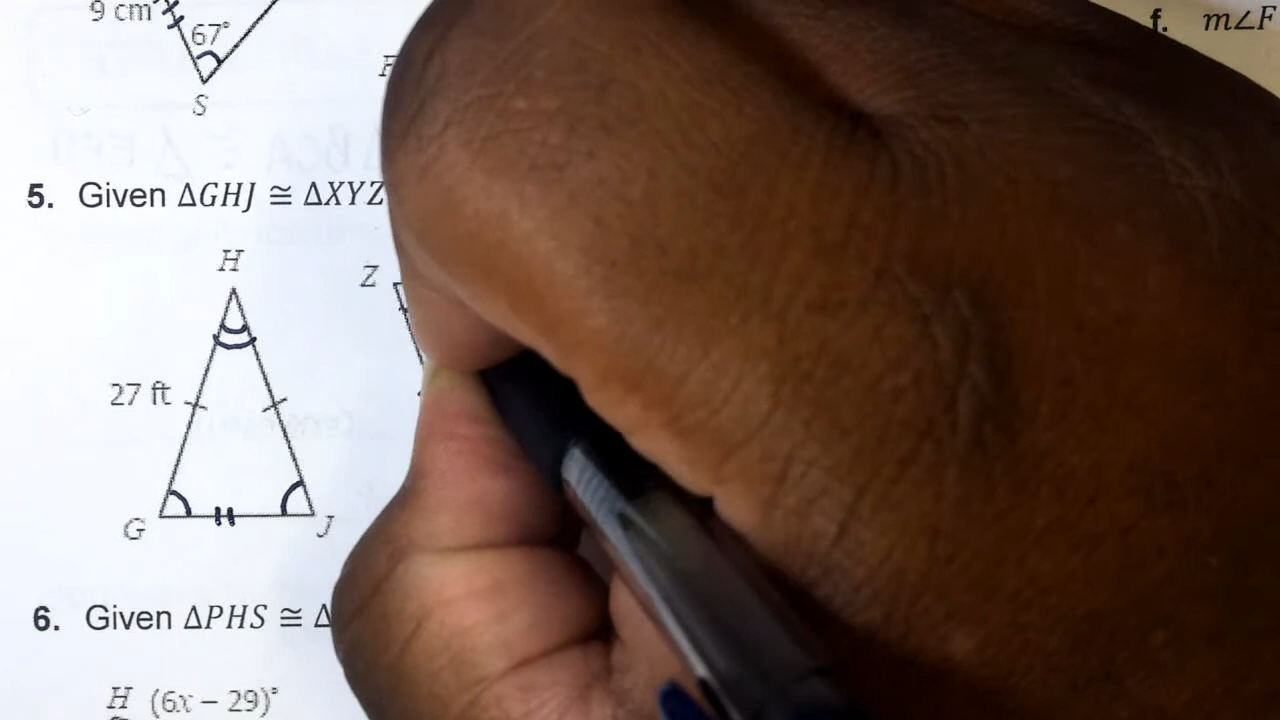 9 cm
67°
S
F
f. m∠F
5. Given ΔGHJ ≅ ΔXYZ
H
Z
27 ft
G
J
6. Given ΔPHS ≅ Δ
H (6x – 29)°